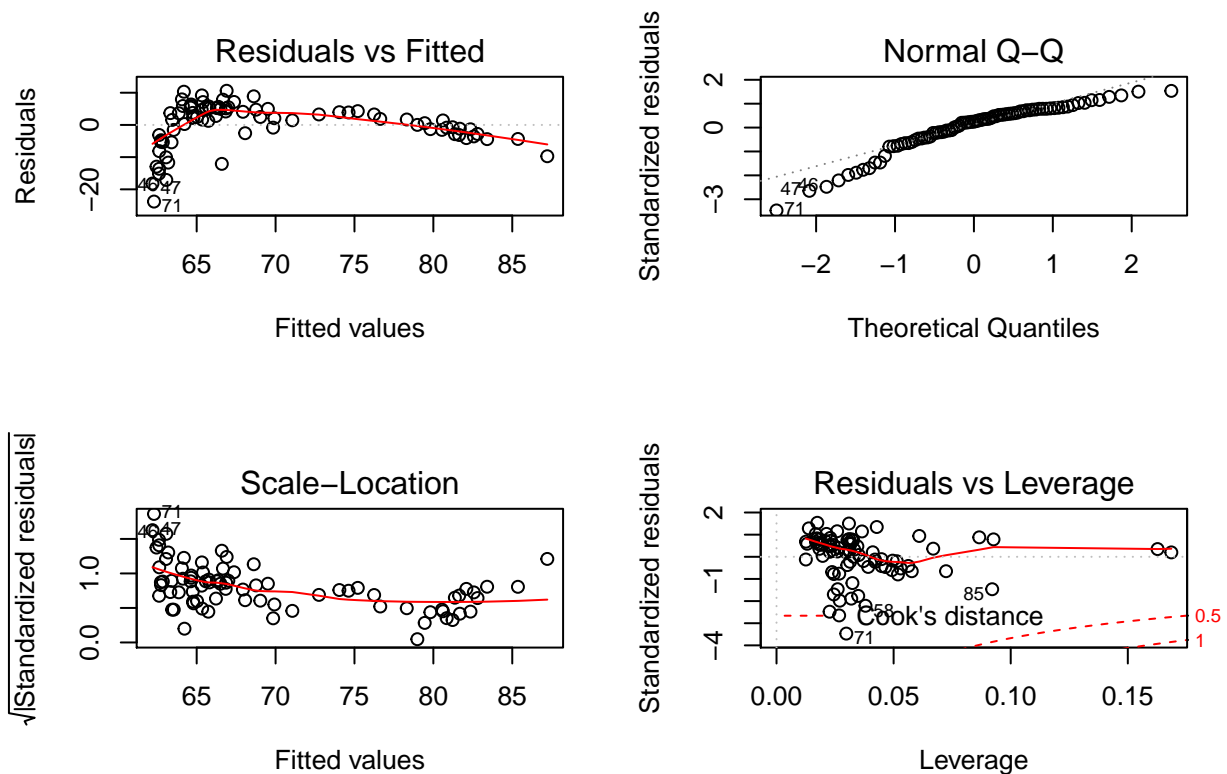 Residuals vs Fitted
Residuals
0
−20
46
47
71
65 70 75 80 85
Fitted values
Normal Q−Q
Standardized residuals
2
0
−3
47
46
71
−2 −1 0 1 2
Theoretical Quantiles
Scale−Location
√|Standardized residuals|
1.0
0.0
71
46
47
65 70 75 80 85
Fitted values
Residuals vs Leverage
Standardized residuals
2
−1
−4
85
58
Cook's distance
71
0.5
1
0.00 0.05 0.10 0.15
Leverage